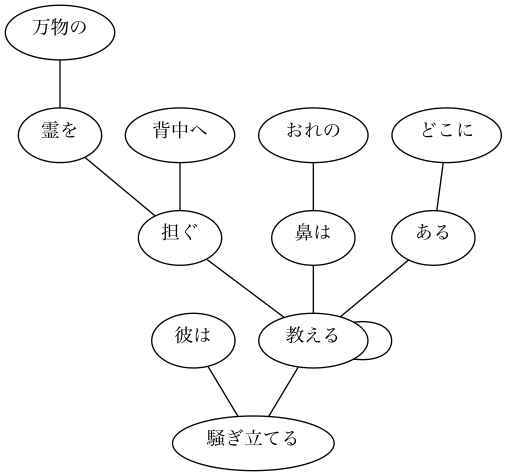 万物の
霊を 背中へ おれの どこに
担ぐ 鼻は ある
彼は 教える
騒ぎ立てる